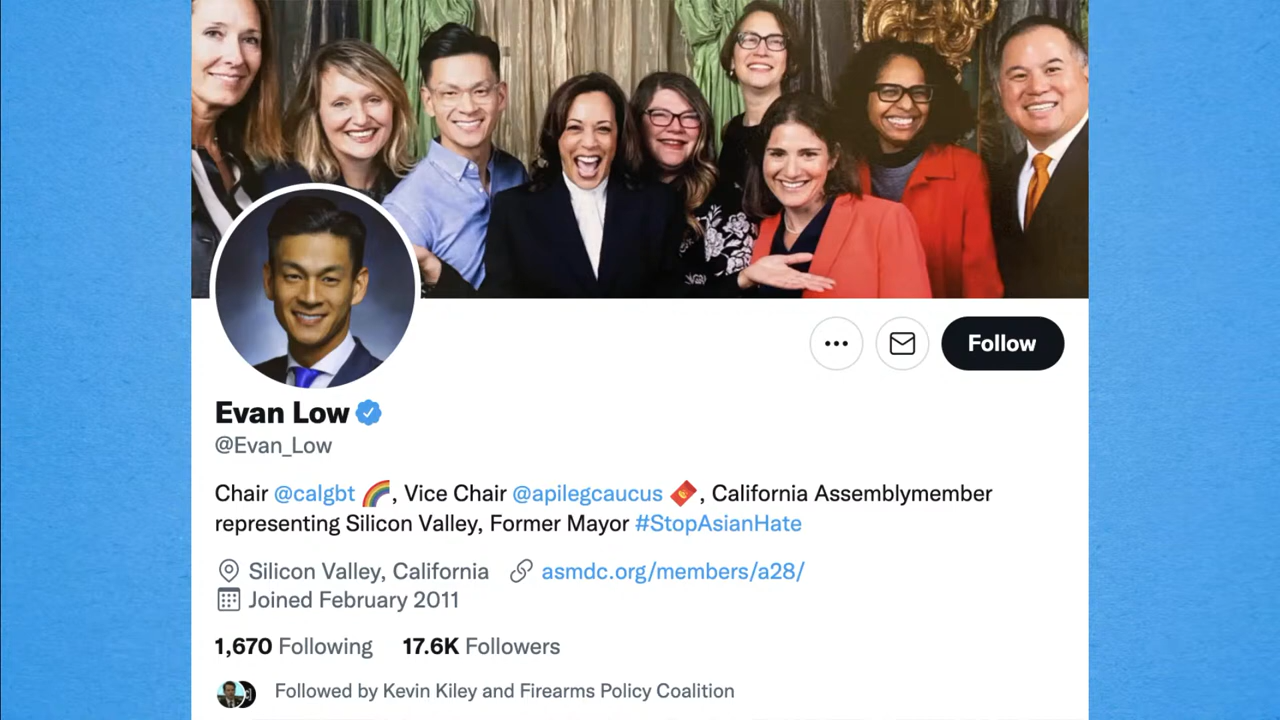 Follow
Evan Low
@Evan_Low
Chair @calgbt 🌈, Vice Chair @apilegcaucus 🧧, California Assemblymember
representing Silicon Valley, Former Mayor #StopAsianHate
Silicon Valley, California asmdc.org/members/a28/
Joined February 2011
1,670 Following 17.6K Followers
Followed by Kevin Kiley and Firearms Policy Coalition